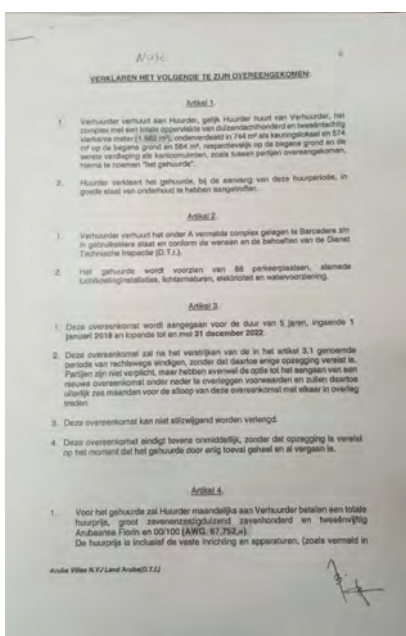 VERKLAREN HET VOLGENDE TE ZIJN OVEREENGEKOMEN:
Artikel 1.
1. Verhuurder verhuurt aan Huurder, gelijk Huurder huurt van Verhuurder, het
complex met een totale oppervlakte van duizendachthonderd en tweeëntachtig
vierkante meter (1.882 m²), onderverdeeld in 744 m² als keuringslokaal en 574
m² op de begane grond en 564 m², respectievelijk op de begane grond en de
eerste verdieping als kantoorruimten, zoals tussen partijen overeengekomen,
hierna te noemen "het gehuurde".
2. Huurder verklaart het gehuurde, bij de aanvang van deze huurperiode, in
goede staat van onderhoud te hebben aangetroffen.
Artikel 2.
1. Verhuurder verhuurt het onder A vermelde complex gelegen te Barcadera zin
in gebruiksklare staat en conform de wensen en de behoeften van de Dienst
Technische Inspectie (D.T.I.).
2. Het gehuurde wordt voorzien van 88 parkeerplaatsen, alsmede
luchtkoelinginstallaties, lichtarmaturen, elektriciteit en watervoorziening.
Artikel 3.
1. Deze overeenkomst wordt aangegaan voor de duur van 5 jaren, ingaande 1
januari 2018 en lopende tot en met 31 december 2022.
2. Deze overeenkomst zal na het verstrijken van de in het artikel 3.1 genoemde
periode van rechtswege eindigen, zonder dat daartoe enige opzegging vereist is.
Partijen zijn niet verplicht, maar hebben evenwel de optie tot het aangaan van een
nieuwe overeenkomst onder nader te overleggen voorwaarden en zullen daartoe
uiterlijk zes maanden voor de afloop van deze overeenkomst met elkaar in overleg
treden.
3. Deze overeenkomst kan niet stilzwijgend worden verlengd.
4. Deze overeenkomst eindigt tevens onmiddellijk, zonder dat opzegging is vereist
op het moment dat het gehuurde door enig toeval geheel en al vergaan is.
Artikel 4.
1. Voor het gehuurde zal Huurder maandelijks aan Verhuurder betalen een totale
huurprijs, groot zevenenzestigduizend zevenhonderd en tweeënvijftig
Arubaanse Florin en 00/100 (AWG. 67.752,=).
De huurprijs is inclusief de vaste inrichting en apparaten, (zoals vermeld in
Aruba Villas N.V./ Land Aruba(D.T.I.)